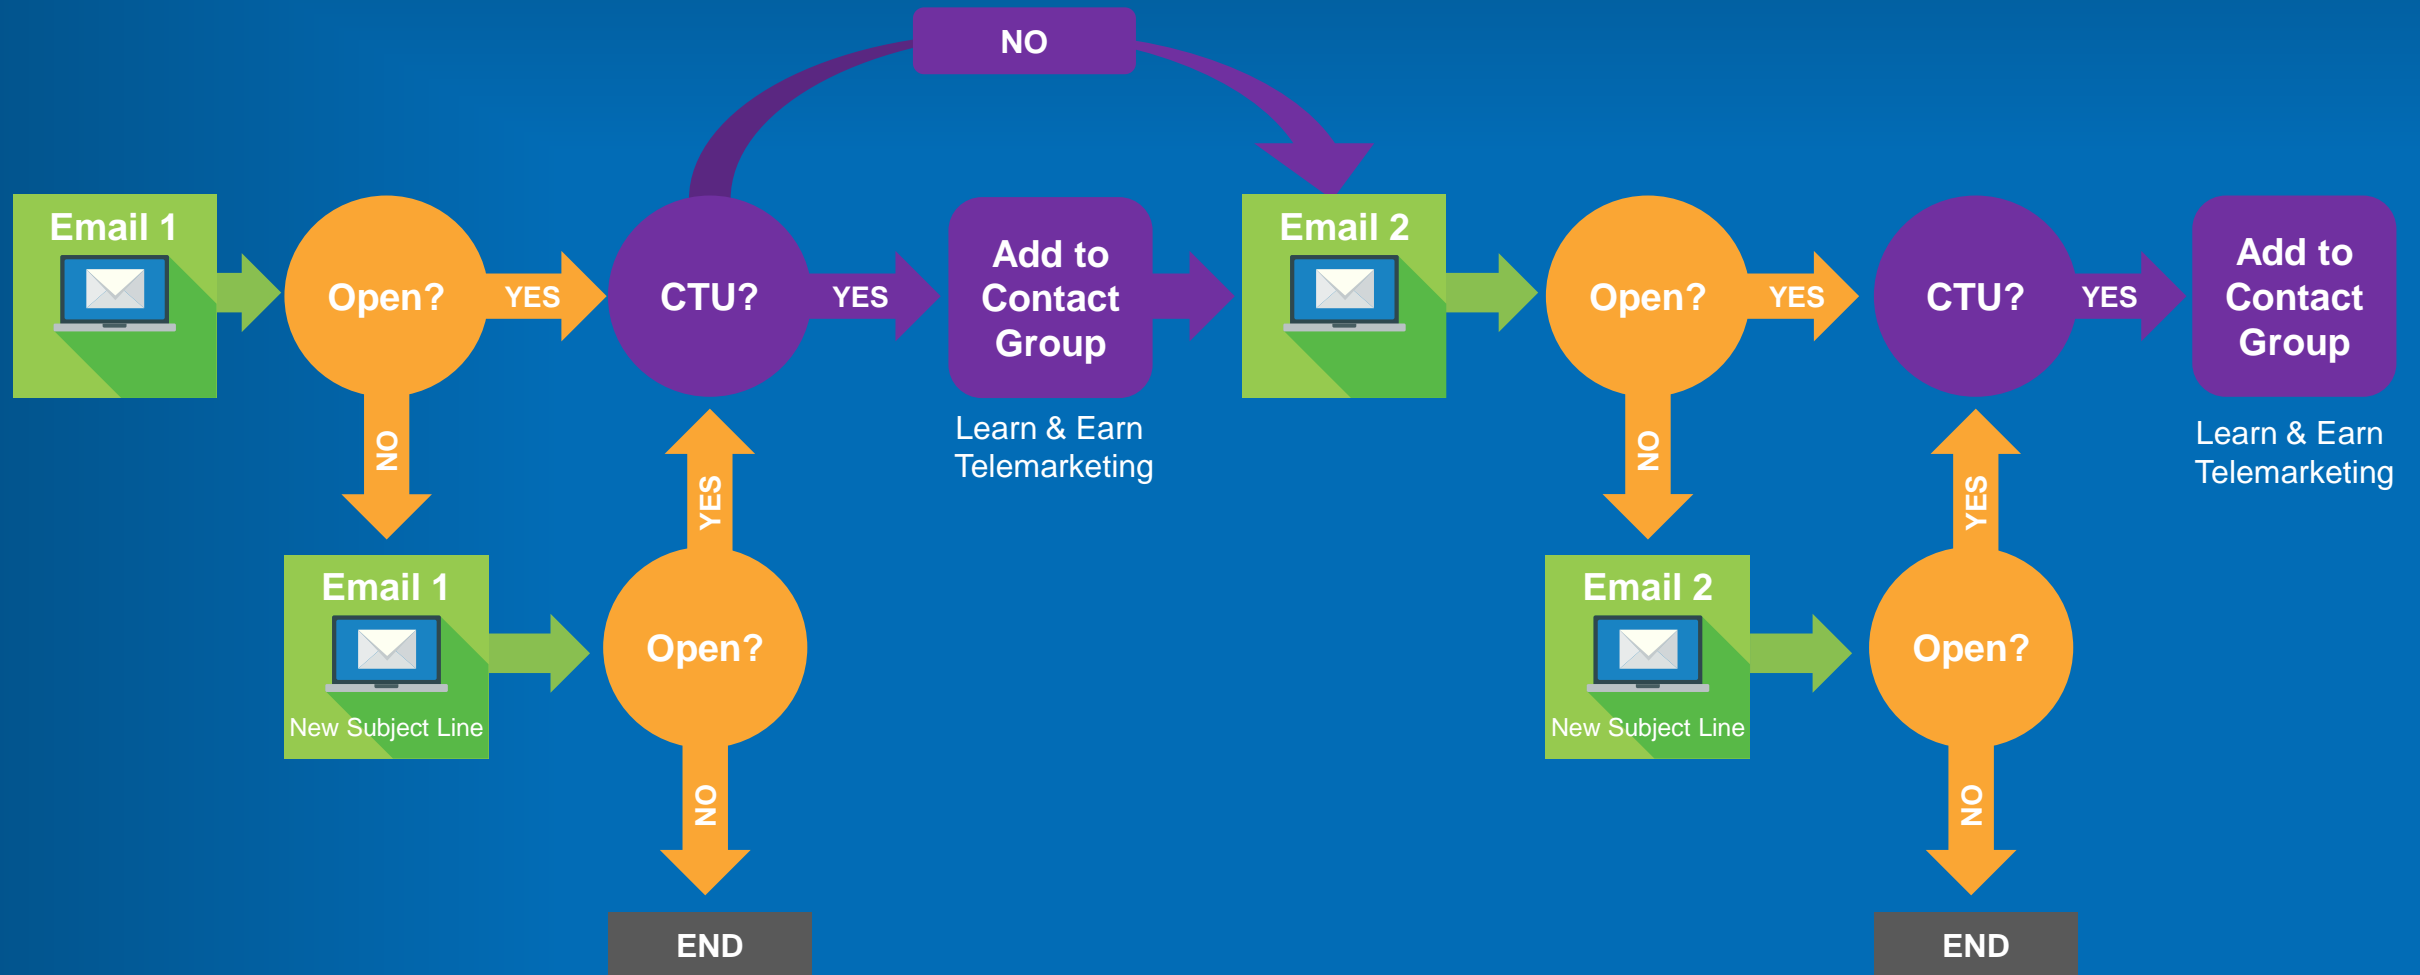 NO
Email 1
Open?
YES
CTU?
YES
Add to
Contact
Group
Learn & Earn
Telemarketing
Email 2
Open?
YES
CTU?
YES
Add to
Contact
Group
Learn & Earn
Telemarketing
NO
YES
NO
YES
Email 1
New Subject Line
Open?
Email 2
New Subject Line
Open?
NO
NO
END
END